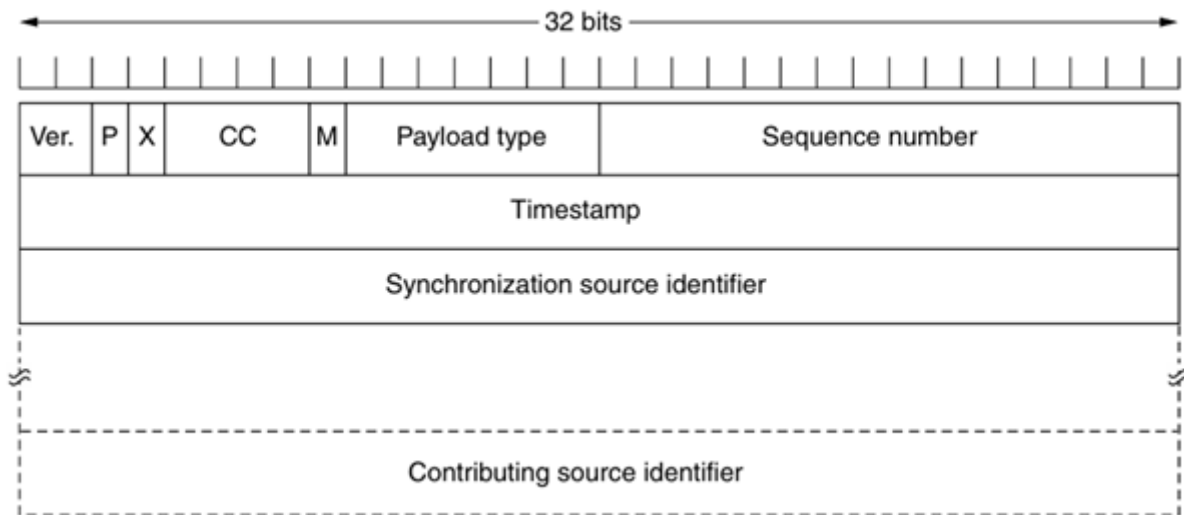 32 bits
Ver. P X CC M Payload type Sequence number
Timestamp
Synchronization source identifier
Contributing source identifier